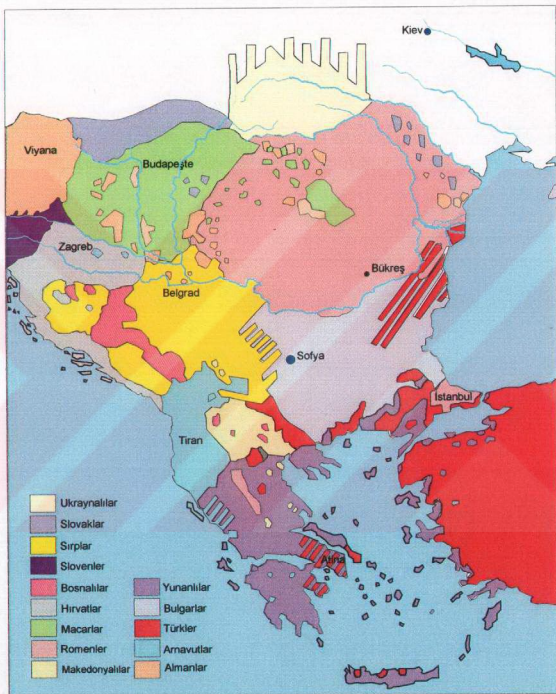 Kiev
Viyana
Budapeşte
Zagreb
Bükreş
Belgrad
Sofya
İstanbul
Tiran
Atina
Ukraynalılar
Slovaklar
Sırplar
Slovenler
Bosnalılar
Hırvatlar
Macarlar
Romenler
Makedonyalılar
Yunanlılar
Bulgarlar
Türkler
Arnavutlar
Almanlar